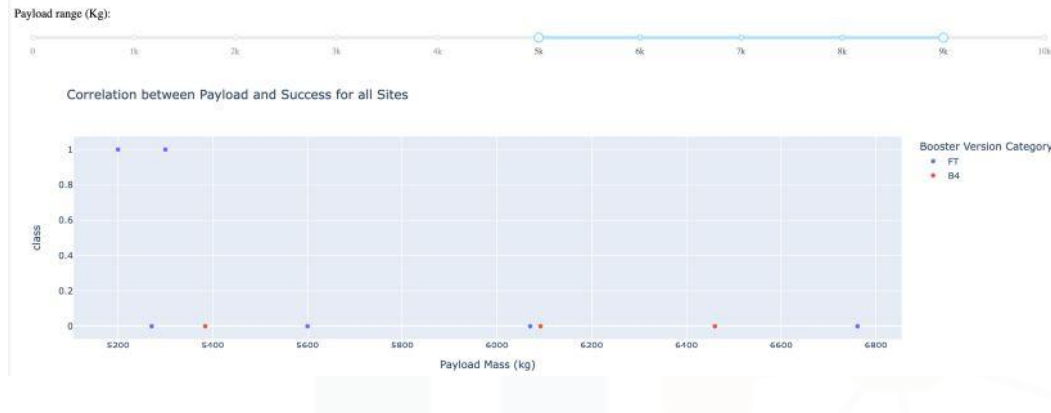 Payload range (Kg):
0 1k 2k 3k 4k 5k 6k 7k 8k 9k 10k
Correlation between Payload and Success for all Sites
1
0.8
0.6
0.4
0.2
0
class
5200 5400 5600 5800 6000 6200 6400 6600 6800
Payload Mass (kg)
Booster Version Category
FT
B4